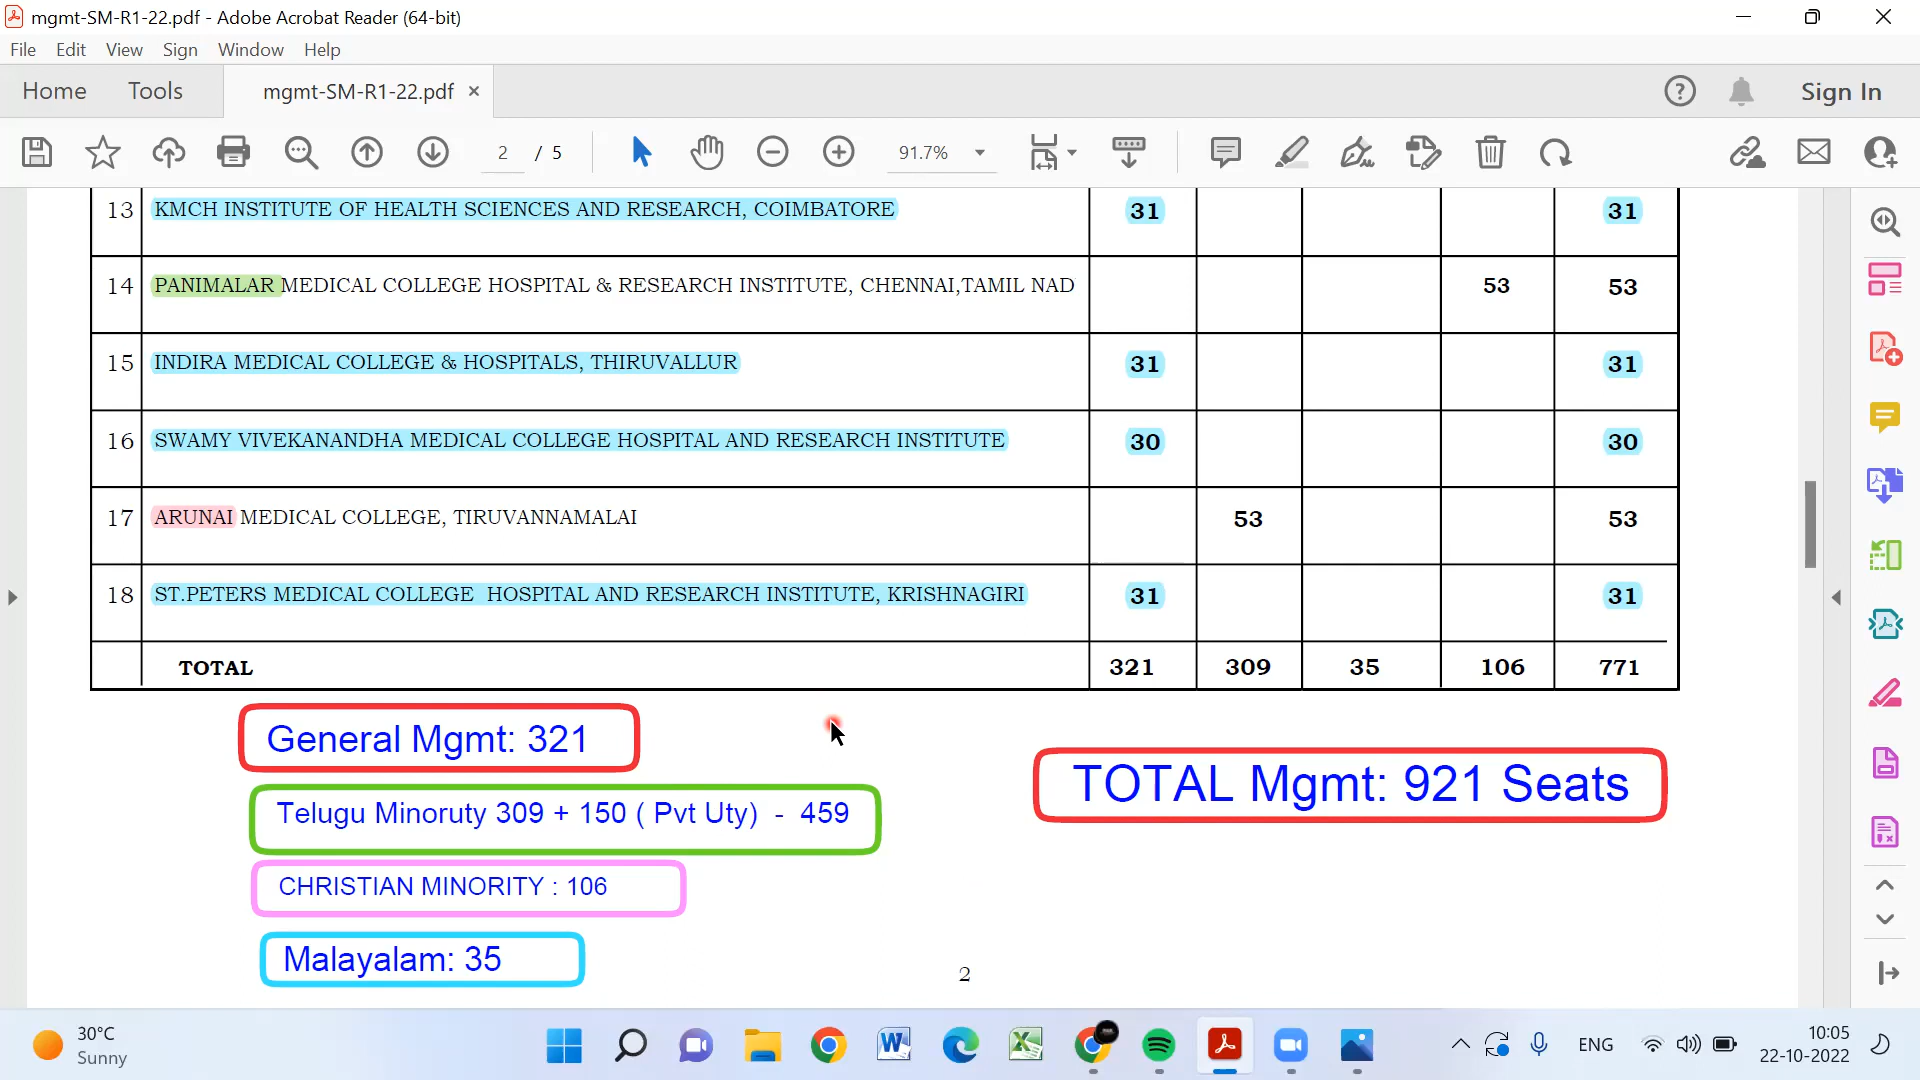 mgmt-SM-R1-22.pdf - Adobe Acrobat Reader (64-bit)
File Edit View Sign Window Help
Home Tools mgmt-SM-R1-22.pdf × Sign In
2 / 5 91.7%
13 KMCH INSTITUTE OF HEALTH SCIENCES AND RESEARCH, COIMBATORE 31 31
14 PANIMALAR MEDICAL COLLEGE HOSPITAL & RESEARCH INSTITUTE, CHENNAI,TAMIL NAD 53 53
15 INDIRA MEDICAL COLLEGE & HOSPITALS, THIRUVALLUR 31 31
16 SWAMY VIVEKANANDHA MEDICAL COLLEGE HOSPITAL AND RESEARCH INSTITUTE 30 30
17 ARUNAI MEDICAL COLLEGE, TIRUVANNAMALAI 53 53
18 ST.PETERS MEDICAL COLLEGE HOSPITAL AND RESEARCH INSTITUTE, KRISHNAGIRI 31 31
TOTAL 321 309 35 106 771
General Mgmt: 321
TOTAL Mgmt: 921 Seats
Telugu Minoruty 309 + 150 ( Pvt Uty) - 459
CHRISTIAN MINORITY : 106
Malayalam: 35
2
30°C
Sunny
ENG
10:05
22-10-2022